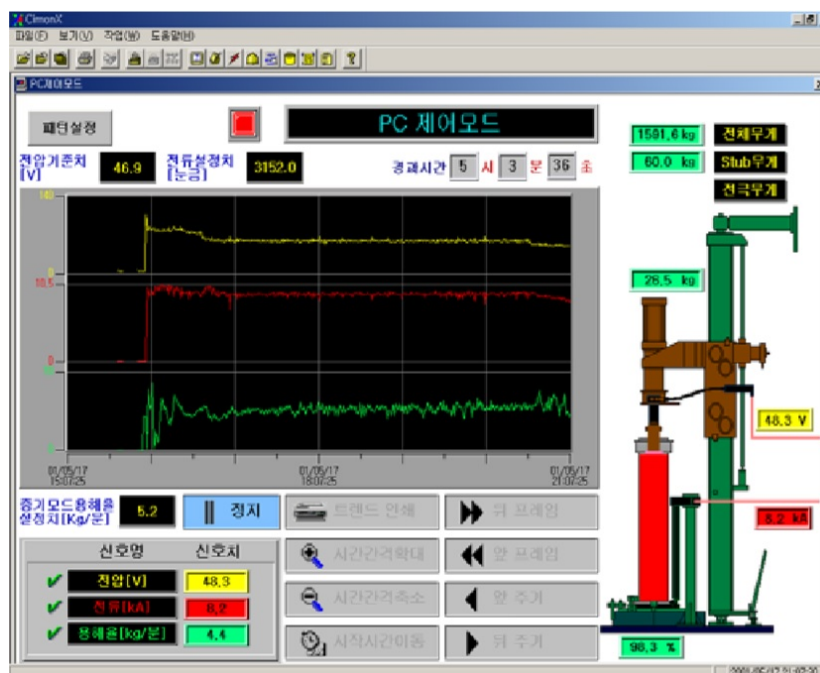 CimonX
파일(F) 보기(V) 작업(W) 도움말(H)
PC제어모드
패턴설정
PC 제어모드
전압기준치 [V]
46.9
전류설정치 [눈금]
3152.0
경과시간 5 시 3 분 36 초
1591.6 kg 전체무게
60.0 kg Stub무게
전극무게
26.5 kg
140
0
10.5
0
0
01/05/17 15:07:25
01/05/17 18:07:25
01/05/17 21:07:25
48.3 V
8.2 kA
98.3 %
중기모드용해율 설정치[Kg/분]
5.2
정지
트렌드 인쇄
뒤 프레임
시간간격확대
앞 프레임
시간간격축소
앞 주기
시작시간이동
뒤 주기
신호명 신호치
전압[V] 48.3
전류[kA] 8.2
용해율[kg/분] 4.4